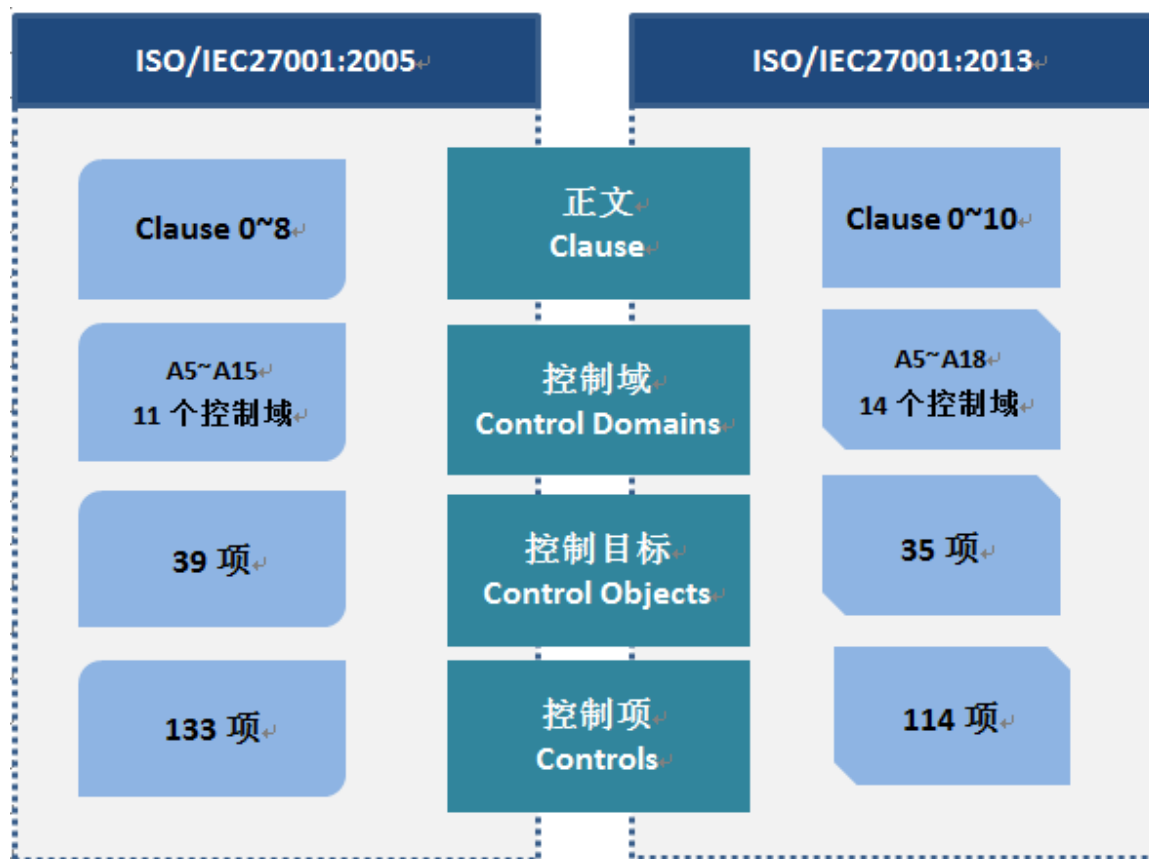 ISO/IEC27001:2005
ISO/IEC27001:2013
Clause 0~8
正文
Clause
Clause 0~10
A5~A15
11 个控制域
控制域
Control Domains
A5~A18
14 个控制域
39 项
控制目标
Control Objects
35 项
133 项
控制项
Controls
114 项